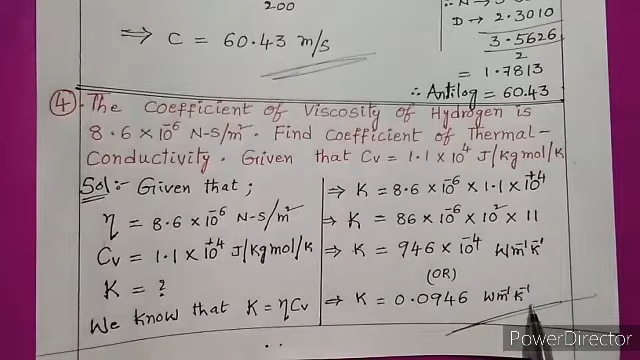 200
⟹ C = 60.43 m/s
D → 2.3010
3.5626
2
= 1.7813
∴ Antilog = 60.43
④. The Coefficient of Viscosity of Hydrogen is
8.6 × 10⁻⁶ N-S/m². Find Coefficient of Thermal-
Conductivity. Given that Cv = 1.1 × 10⁴ J/kgmol/K
Sol:- Given that;
η = 8.6 × 10⁻⁶ N-S/m²
Cv = 1.1 × 10⁺⁴ J/kgmol/K
K = ?
We know that K = ηCv
⇒ K = 8.6 × 10⁻⁶ × 1.1 × 10⁺⁴
⇒ K = 86 × 10⁻⁶ × 10² × 11
⇒ K = 946 × 10⁻⁴ Wm⁻¹K⁻¹
(OR)
⇒ K = 0.0946 Wm⁻¹K⁻¹
PowerDirector